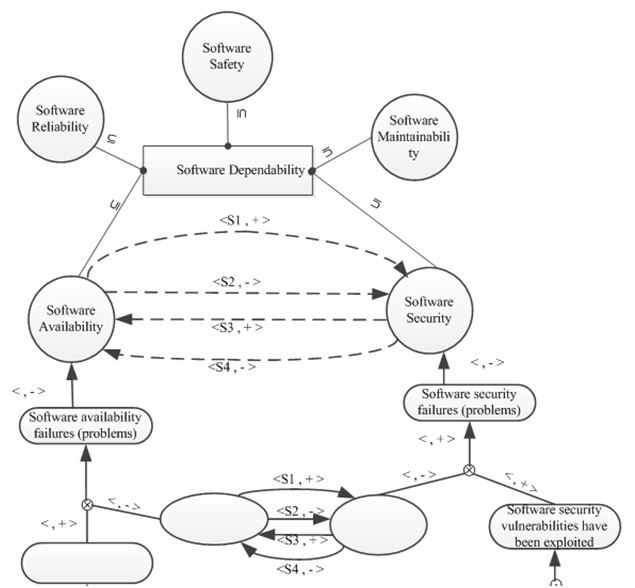 Software
Safety
Software
Reliability
Software
Maintainabili
ty
Software Dependability
<S1 , + >
<S2 , - >
<S3 , + >
<S4 , - >
Software
Availability
Software
Security
< , - >
< , - >
Software availability
failures (problems)
Software security
failures (problems)
< , + >
<S1 , + >
<S2 , - >
<S3 , + >
<S4 , - >
< , - >
< , - >
< , + >
< , + >
Software security
vulnerabilities have
been exploited